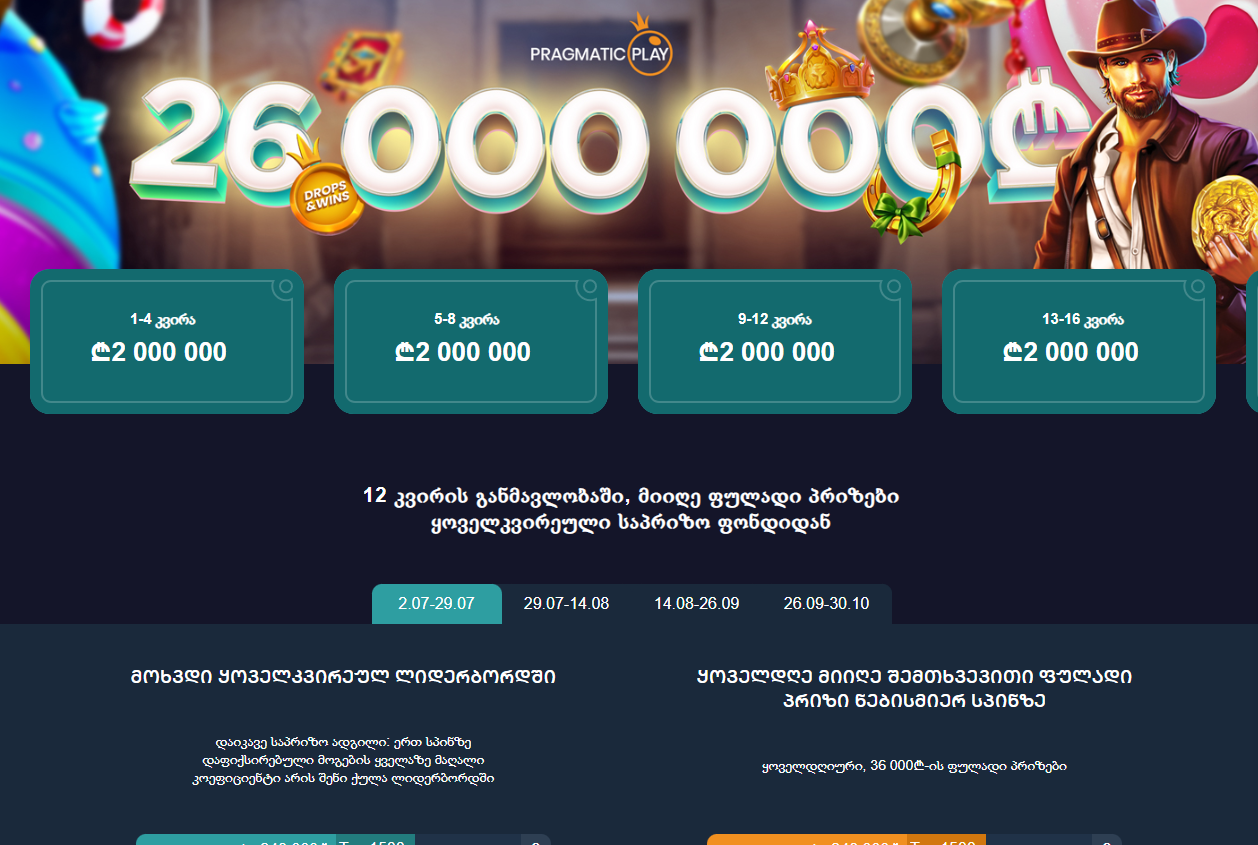 PRAGMATIC PLAY
26 000 000₾
DROPS
&WINS
1-4 კვირა
₾2 000 000
5-8 კვირა
₾2 000 000
9-12 კვირა
₾2 000 000
13-16 კვირა
₾2 000 000
12 კვირის განმავლობაში, მიიღე ფულადი პრიზები
ყოველკვირეული საპრიზო ფონდიდან
2.07-29.07
29.07-14.08
14.08-26.09
26.09-30.10
მოხვდი ყოველკვირეულ ლიდერბორდში
დაიკავე საპრიზო ადგილი: ერთ სპინზე
დაფიქსირებული მოგების ყველაზე მაღალი
კოეფიციენტი არის შენი ქულა ლიდერბორდში
ყოველდღე მიიღე შემთხვევითი ფულადი
პრიზი ნებისმიერ სპინზე
ყოველდღიური, 36 000₾-ის ფულადი პრიზები